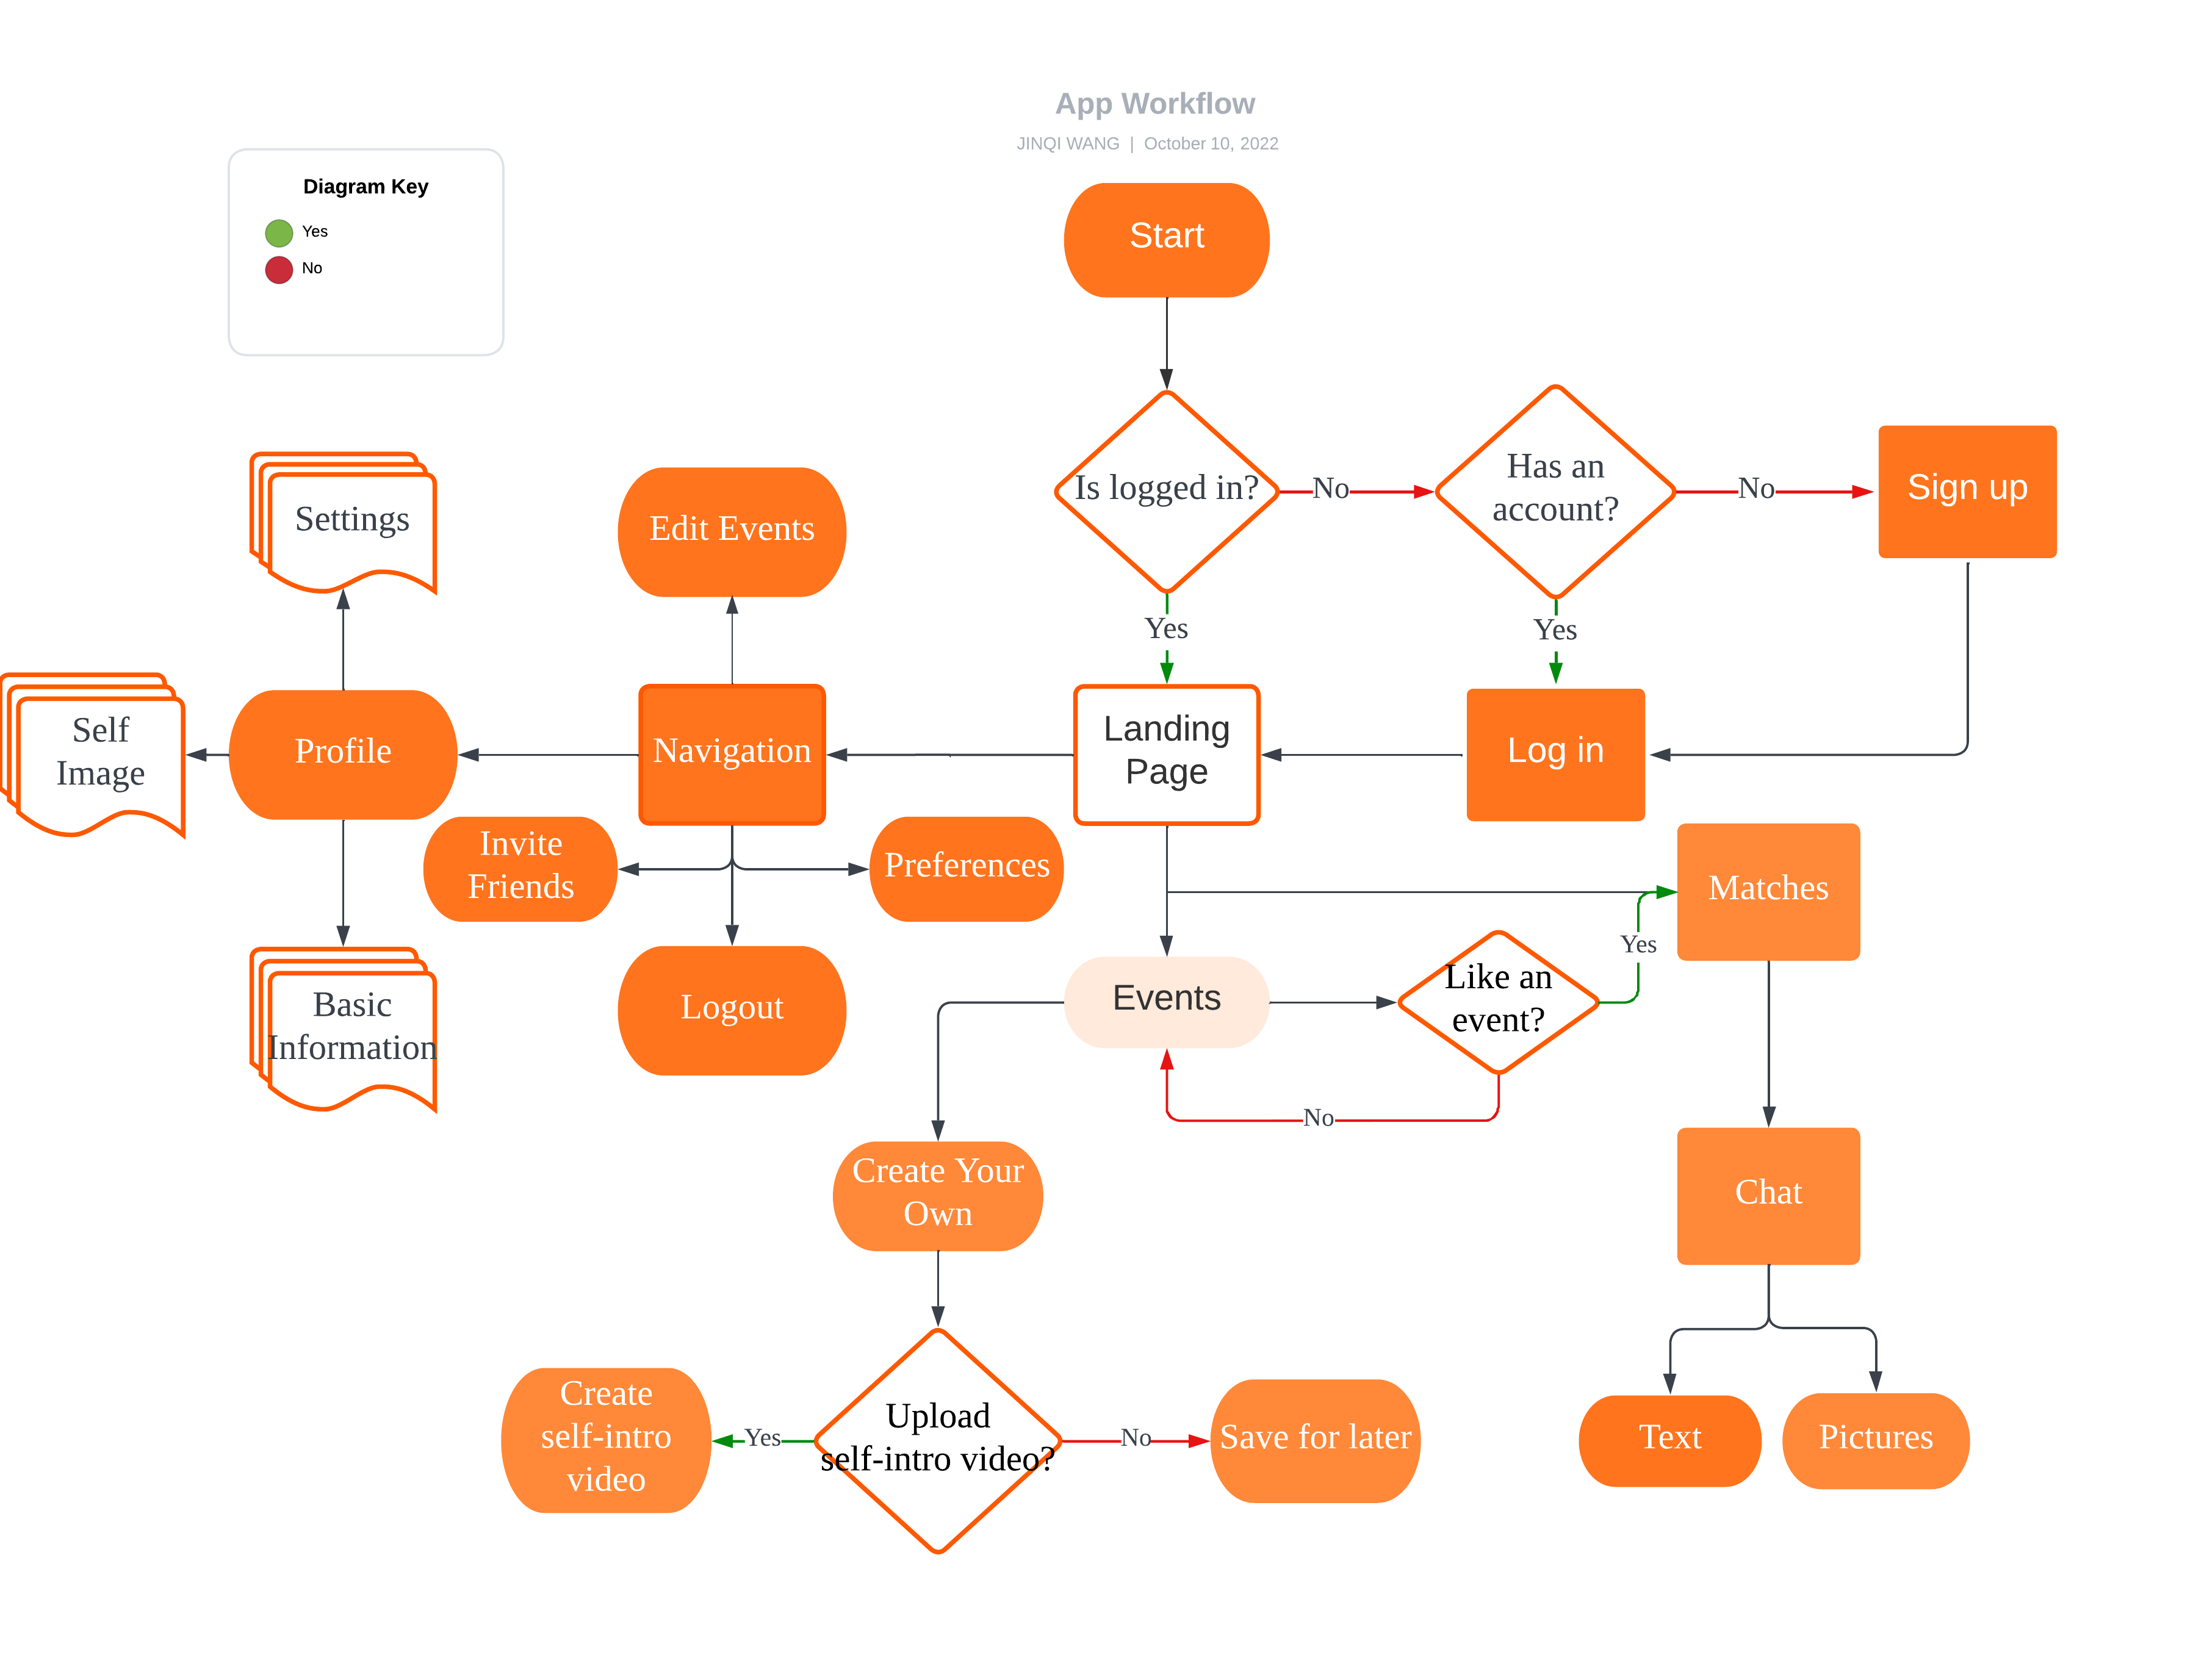 App Workflow
JINQI WANG | October 10, 2022
Diagram Key
Yes
No
Start
Is logged in?
No
Has an
account?
No
Sign up
Yes
Yes
Settings
Edit Events
Self
Image
Profile
Navigation
Landing
Page
Log in
Invite
Friends
Preferences
Matches
Basic
Information
Logout
Events
Like an
event?
Yes
No
Create Your
Own
Chat
Create
self-intro
video
Yes
Upload
self-intro video?
No
Save for later
Text
Pictures